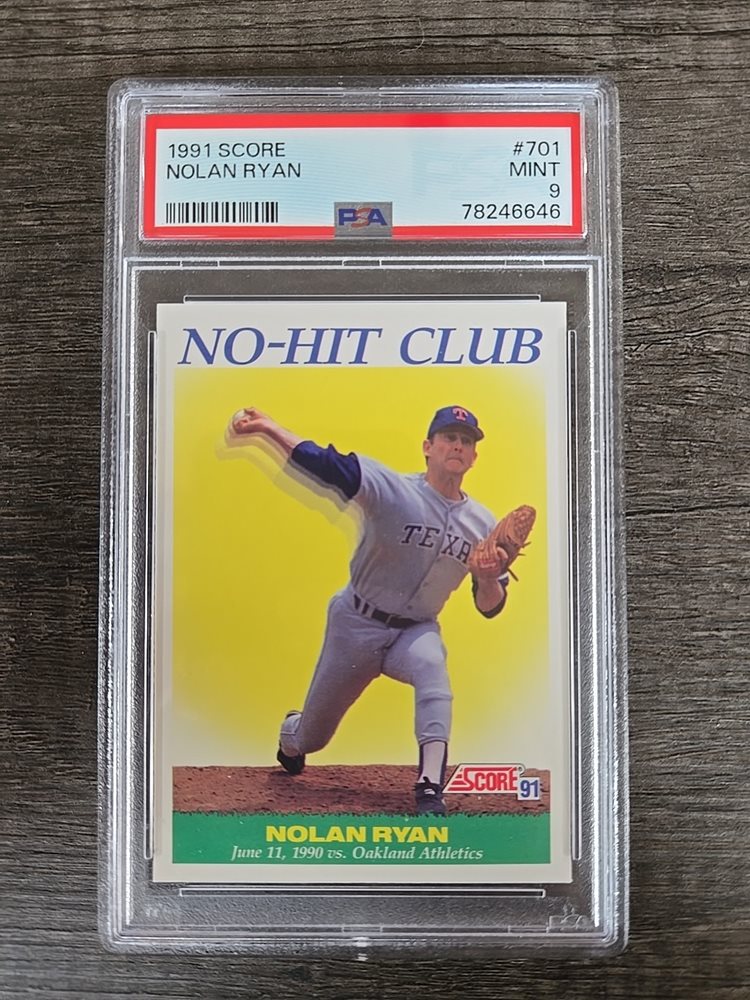 1991 SCORE #701
NOLAN RYAN MINT
9
PSA 78246646
NO-HIT CLUB
T
TEXA
SCORE 91
NOLAN RYAN
June 11, 1990 vs. Oakland Athletics